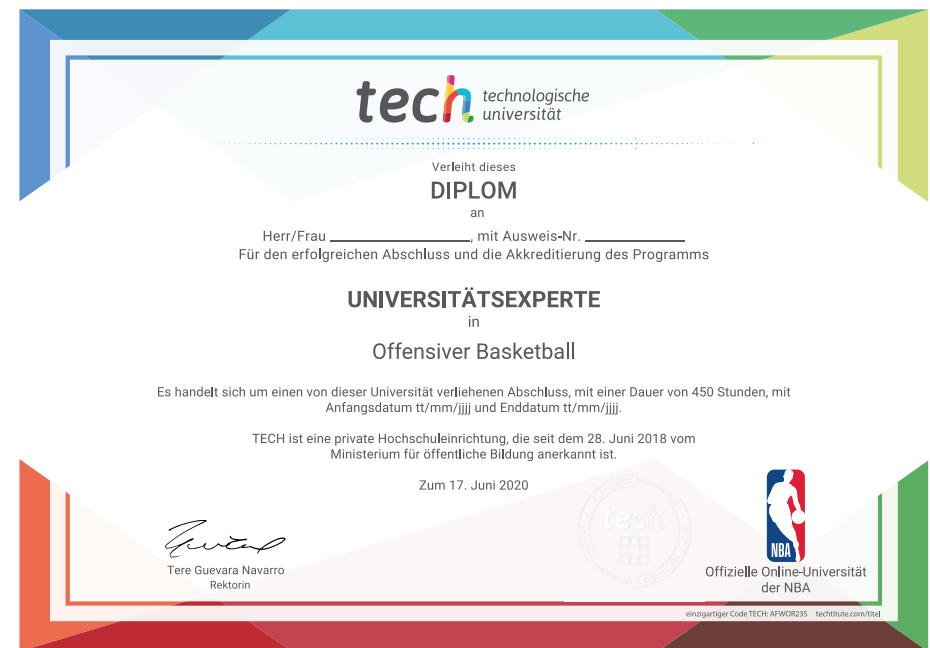 tech technologische
universität
Verleiht dieses
DIPLOM
an
Herr/Frau ____________________, mit Ausweis-Nr. ______________
Für den erfolgreichen Abschluss und die Akkreditierung des Programms
UNIVERSITÄTSEXPERTE
in
Offensiver Basketball
Es handelt sich um einen von dieser Universität verliehenen Abschluss, mit einer Dauer von 450 Stunden, mit
Anfangsdatum tt/mm/jjjj und Enddatum tt/mm/jjjj.
TECH ist eine private Hochschuleinrichtung, die seit dem 28. Juni 2018 vom
Ministerium für öffentliche Bildung anerkannt ist.
Zum 17. Juni 2020
tech
Tere Guevara Navarro
Rektorin
NBA
Offizielle Online-Universität
der NBA
einzigartiger Code TECH: AFWOR23S techtitute.com/titel